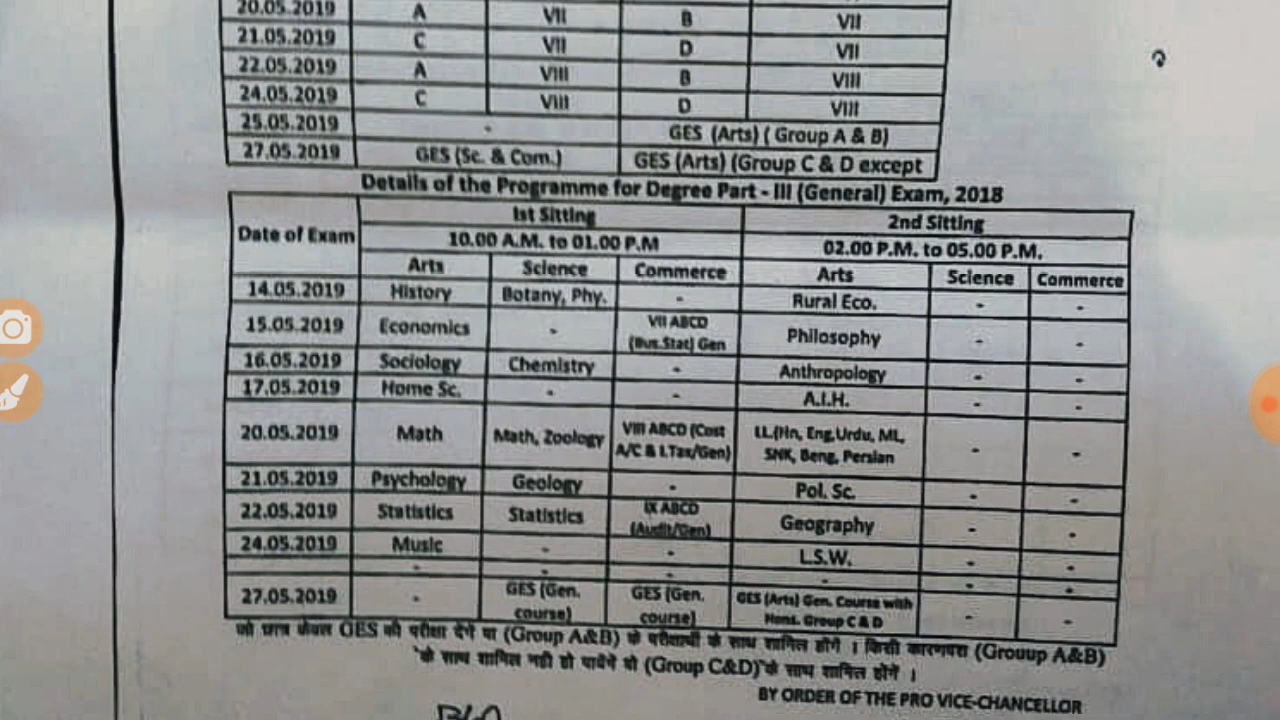 20.05.2019 A VII B VII
21.05.2019 C VII D VII
22.05.2019 A VIII B VIII
24.05.2019 C VIII D VIII
25.05.2019 - GES (Arts) ( Group A & B)
27.05.2019 GES (Sc. & Com.) GES (Arts) (Group C & D except
Details of the Programme for Degree Part - III (General) Exam, 2018
Date of Exam 1st Sitting 2nd Sitting
10.00 A.M. to 01.00 P.M 02.00 P.M. to 05.00 P.M.
Arts Science Commerce Arts Science Commerce
14.05.2019 History Botany, Phy. - Rural Eco. - -
15.05.2019 Economics - VII ABCD (Bus.Stat) Gen Philosophy - -
16.05.2019 Sociology Chemistry - Anthropology - -
17.05.2019 Home Sc. - - A.I.H. - -
20.05.2019 Math Math, Zoology VIII ABCD (Cost A/C & I.Tax/Gen) LL(Hn, Eng,Urdu, ML, SNK, Beng, Persian - -
21.05.2019 Psychology Geology - Pol. Sc. - -
22.05.2019 Statistics Statistics IX ABCD (Audit/Gen) Geography - -
24.05.2019 Music - - L.S.W. - -
- - - - - - -
27.05.2019 - GES (Gen. course) GES (Gen. course) GES (Arts) Gen. Course with Hons. Group C & D - -
जो छात्र केवल GES की परीक्षा देंगे वा (Group A&B) के परीक्षार्थी के साथ शामिल होंगे । किसी कारणवश (Grouup A&B)
के साथ शामिल नही हो पायेंगे वो (Group C&D) के साथ शामिल होगें ।
BY ORDER OF THE PRO VICE-CHANCELLOR